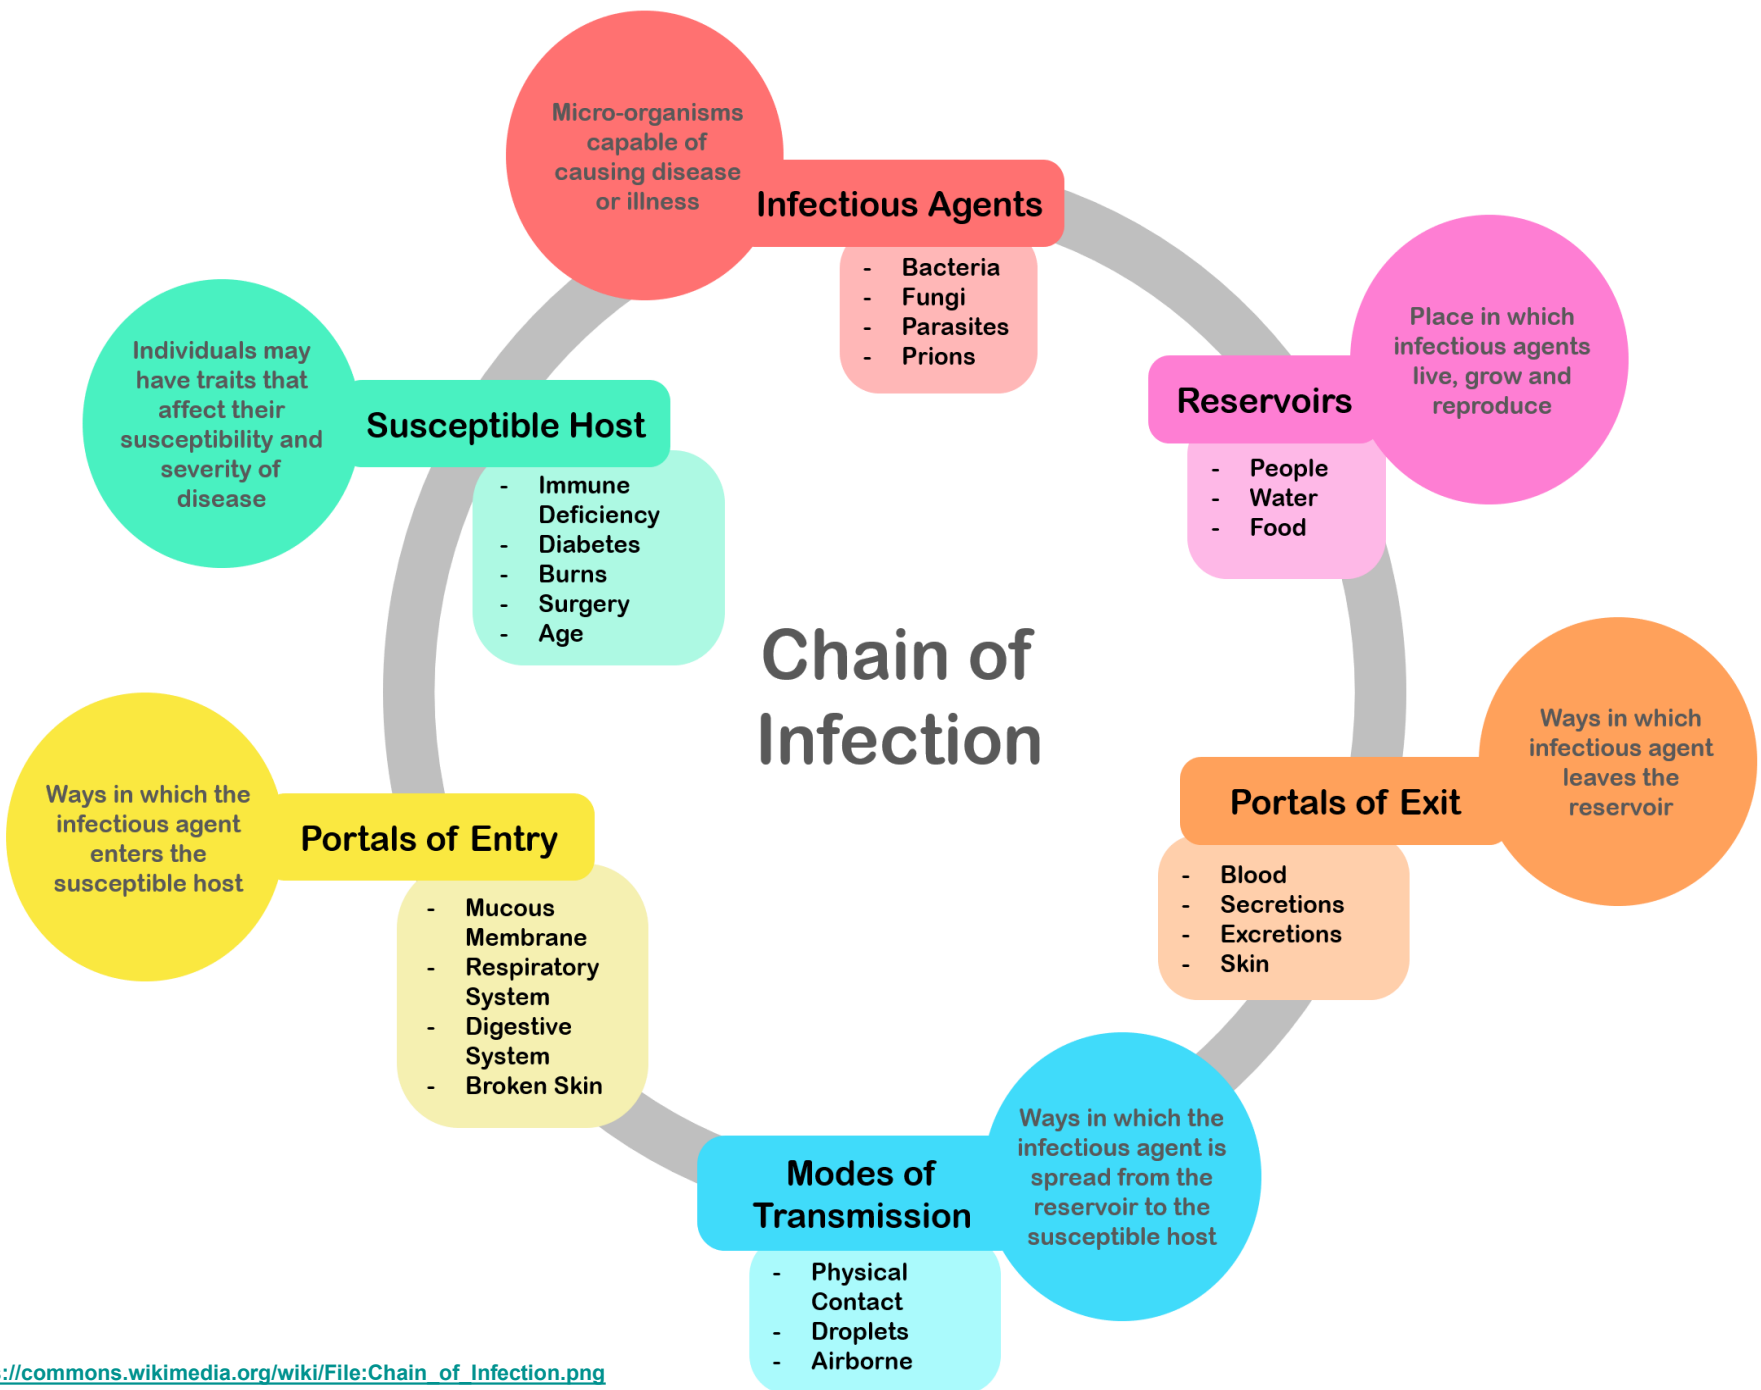 Micro-organisms
capable of
causing disease
or illness
Infectious Agents
- Bacteria
- Fungi
- Parasites
- Prions
Place in which
infectious agents
live, grow and
reproduce
Reservoirs
- People
- Water
- Food
Ways in which
infectious agent
leaves the
reservoir
Portals of Exit
- Blood
- Secretions
- Excretions
- Skin
Ways in which the
infectious agent is
spread from the
reservoir to the
susceptible host
Modes of
Transmission
- Physical
Contact
- Droplets
- Airborne
Ways in which the
infectious agent
enters the
susceptible host
Portals of Entry
- Mucous
Membrane
- Respiratory
System
- Digestive
System
- Broken Skin
Individuals may
have traits that
affect their
susceptibility and
severity of
disease
Susceptible Host
- Immune
Deficiency
- Diabetes
- Burns
- Surgery
- Age
Chain of
Infection
://commons.wikimedia.org/wiki/File:Chain_of_Infection.png